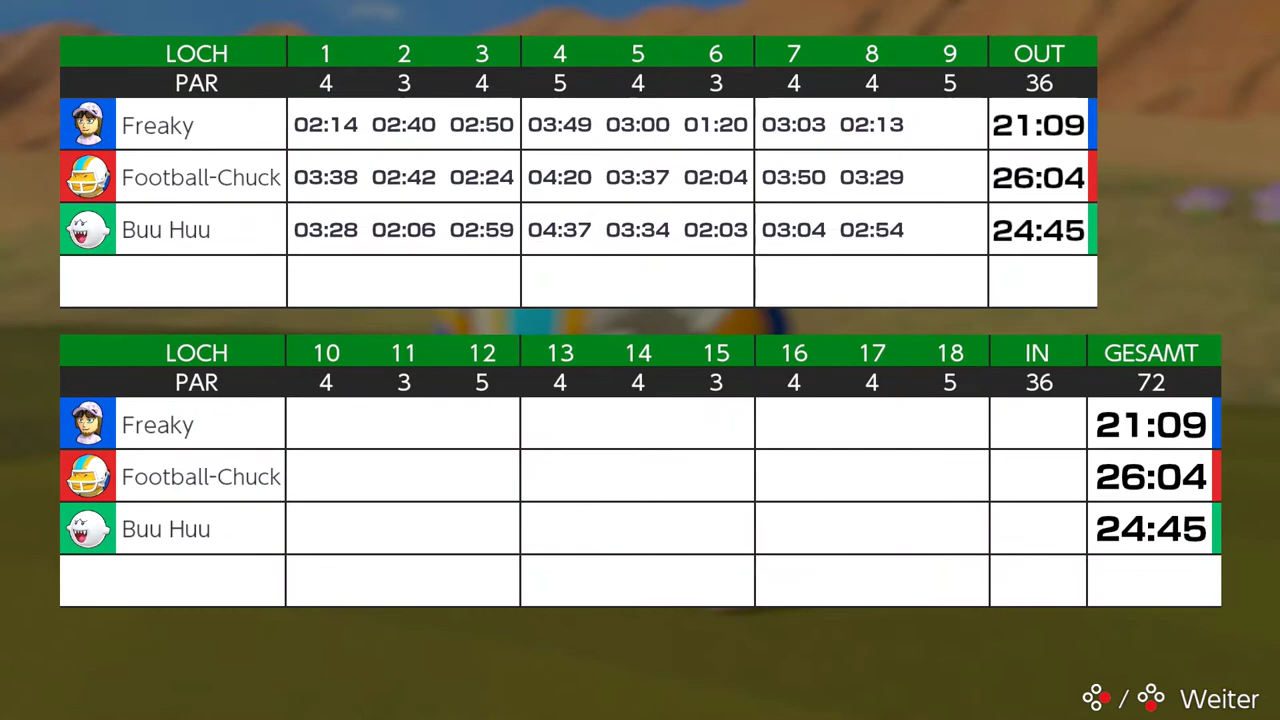 LOCH 1 2 3 4 5 6 7 8 9 OUT
PAR 4 3 4 5 4 3 4 4 5 36
Freaky 02:14 02:40 02:50 03:49 03:00 01:20 03:03 02:13 21:09
Football-Chuck 03:38 02:42 02:24 04:20 03:37 02:04 03:50 03:29 26:04
Buu Huu 03:28 02:06 02:59 04:37 03:34 02:03 03:04 02:54 24:45
LOCH 10 11 12 13 14 15 16 17 18 IN GESAMT
PAR 4 3 5 4 4 3 4 4 5 36 72
Freaky 21:09
Football-Chuck 26:04
Buu Huu 24:45
/ Weiter